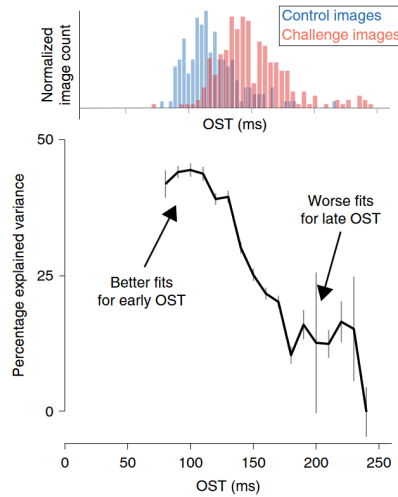 Control images
Challenge images
Normalized
image count
OST (ms)
50
25
0
Percentage explained variance
Worse fits
for late OST
Better fits
for early OST
0 50 100 150 200 250
OST (ms)